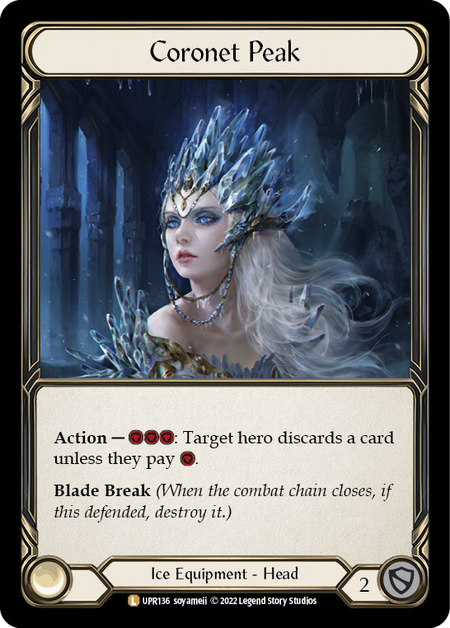 Coronet Peak
Action — : Target hero discards a card
unless they pay .
Blade Break (When the combat chain closes, if
this defended, destroy it.)
Ice Equipment - Head
2
L UPR136 soyameii © 2022 Legend Story Studios